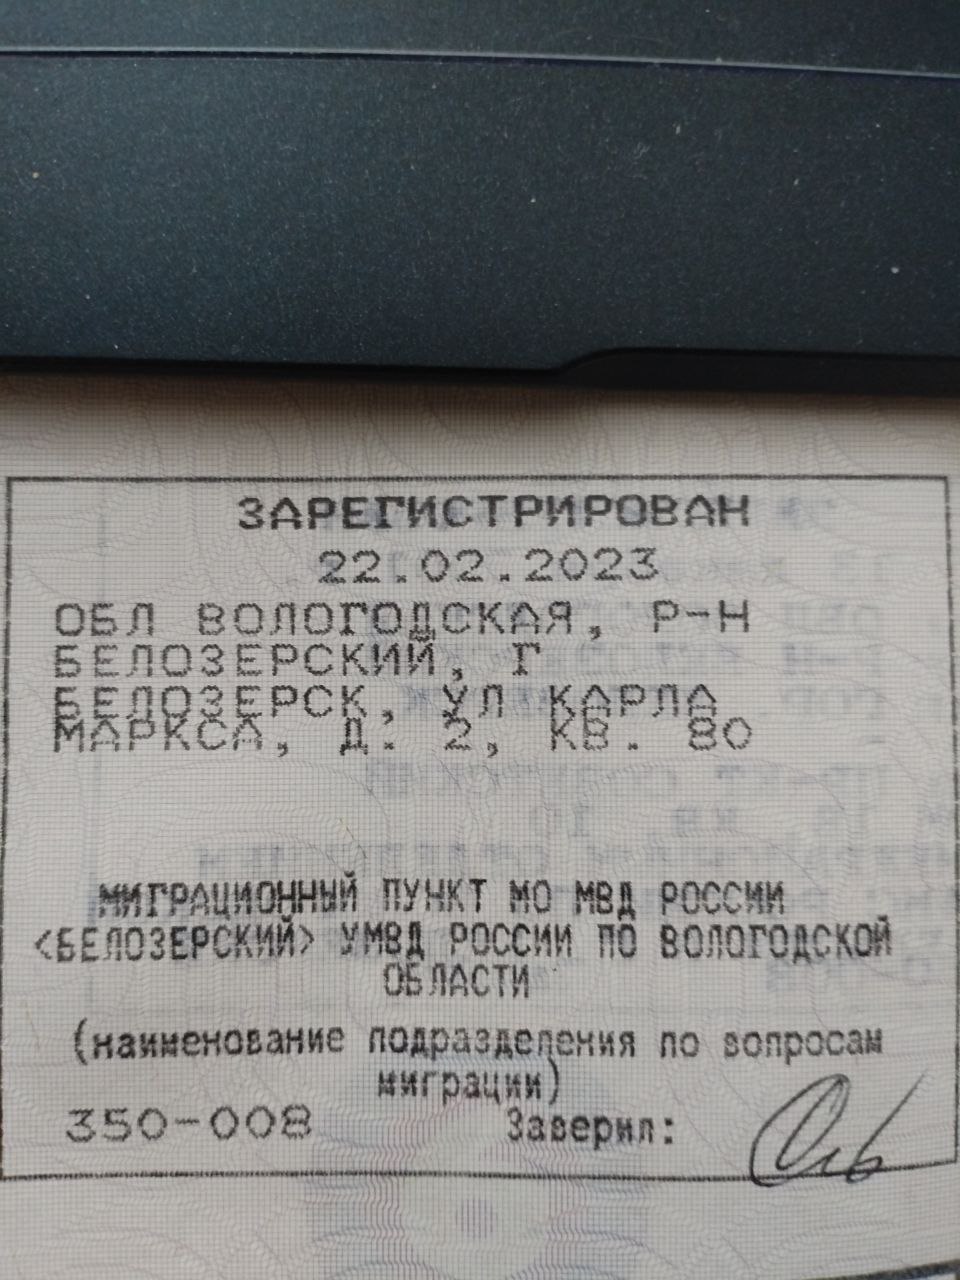 ЗАРЕГИСТРИРОВАН
22.02.2023
ОБЛ ВОЛОГОДСКАЯ, Р-Н
БЕЛОЗЕРСКИЙ, Г
БЕЛОЗЕРСК, УЛ КАРЛА
МАРКСА, Д. 2, КВ. 80
МИГРАЦИОННЫЙ ПУНКТ МО МВД РОССИИ
<БЕЛОЗЕРСКИЙ> УМВД РОССИИ ПО ВОЛОГОДСКОЙ
ОБЛАСТИ
(наименование подразделения по вопросам
миграции)
350-008 Заверил: